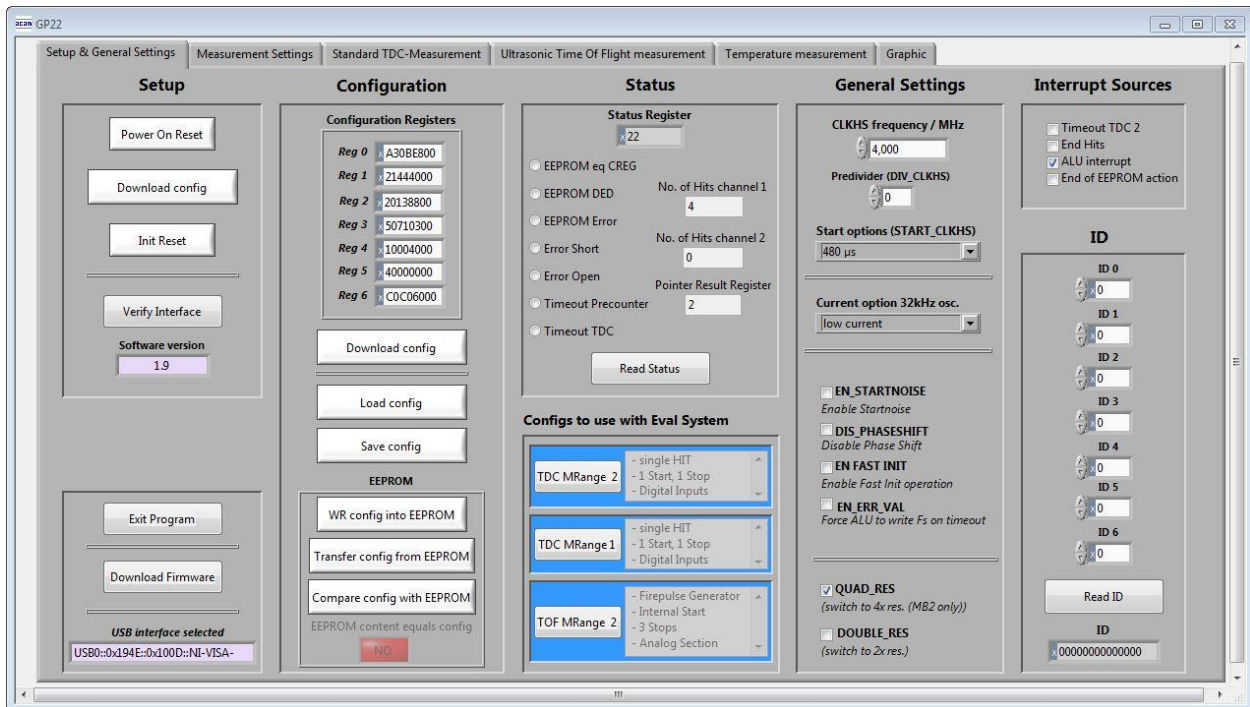 acam GP22
Setup & General Settings
Measurement Settings
Standard TDC-Measurement
Ultrasonic Time Of Flight measurement
Temperature measurement
Graphic
Setup
Power On Reset
Download config
Init Reset
Verify Interface
Software version
1.9
Exit Program
Download Firmware
USB interface selected
USB0::0x194E::0x100D::NI-VISA-
Configuration
Configuration Registers
Reg 0 x A30BE800
Reg 1 x 21444000
Reg 2 x 20138800
Reg 3 x 50710300
Reg 4 x 10004000
Reg 5 x 40000000
Reg 6 x C0C06000
Download config
Load config
Save config
EEPROM
WR config into EEPROM
Transfer config from EEPROM
Compare config with EEPROM
EEPROM content equals config
NO
Status
Status Register
x 22
EEPROM eq CREG
EEPROM DED
EEPROM Error
Error Short
Error Open
Timeout Precounter
Timeout TDC
No. of Hits channel 1
4
No. of Hits channel 2
0
Pointer Result Register
2
Read Status
Configs to use with Eval System
TDC MRange 2
- single HIT
- 1 Start, 1 Stop
- Digital Inputs
TDC MRange 1
- single HIT
- 1 Start, 1 Stop
- Digital Inputs
TOF MRange 2
- Firepulse Generator
- Internal Start
- 3 Stops
- Analog Section
General Settings
CLKHS frequency / MHz
4,000
Predivider (DIV_CLKHS)
0
Start options (START_CLKHS)
480 µs
Current option 32kHz osc.
low current
EN_STARTNOISE
Enable Startnoise
DIS_PHASESHIFT
Disable Phase Shift
EN FAST INIT
Enable Fast Init operation
EN_ERR_VAL
Force ALU to write Fs on timeout
QUAD_RES
(switch to 4x res. (MB2 only))
DOUBLE_RES
(switch to 2x res.)
Interrupt Sources
Timeout TDC 2
End Hits
ALU interrupt
End of EEPROM action
ID
ID 0
x 0
ID 1
x 0
ID 2
x 0
ID 3
x 0
ID 4
x 0
ID 5
x 0
ID 6
x 0
Read ID
ID
x 00000000000000